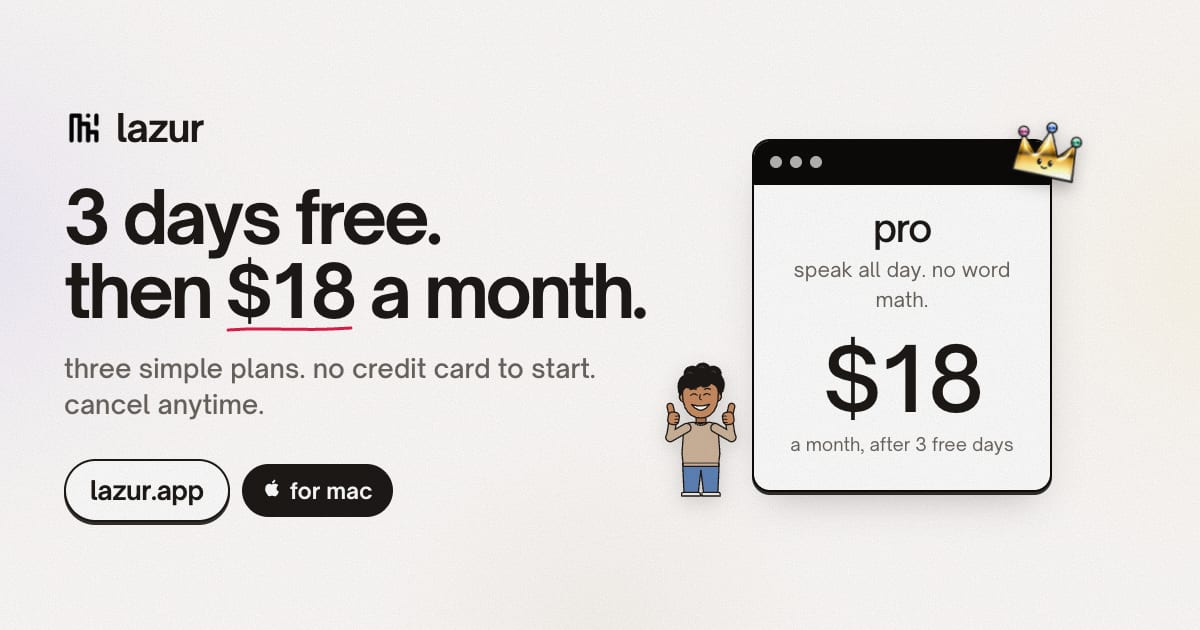 lazur
3 days free.
then $18 a month.
three simple plans. no credit card to start.
cancel anytime.
lazur.app
for mac
pro
speak all day. no word
math.
$18
a month, after 3 free days